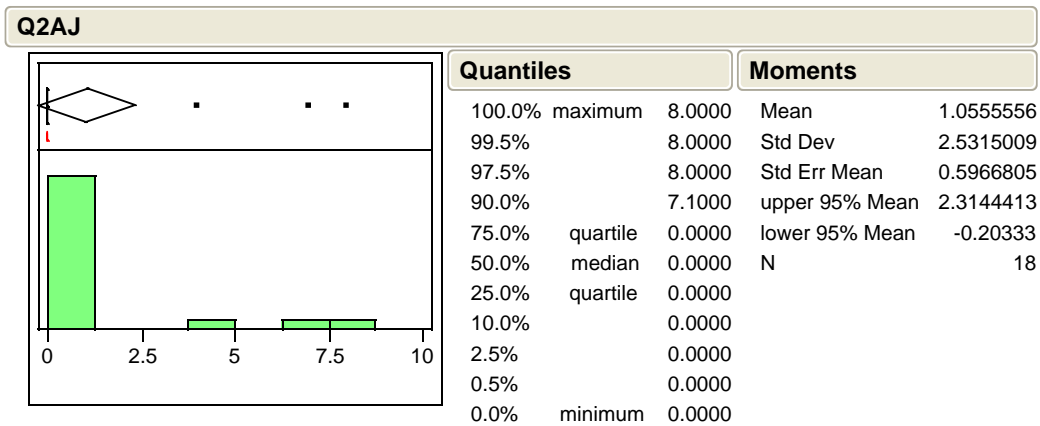 Q2AJ
0 2.5 5 7.5 10
Quantiles
100.0% maximum 8.0000
99.5% 8.0000
97.5% 8.0000
90.0% 7.1000
75.0% quartile 0.0000
50.0% median 0.0000
25.0% quartile 0.0000
10.0% 0.0000
2.5% 0.0000
0.5% 0.0000
0.0% minimum 0.0000
Moments
Mean 1.0555556
Std Dev 2.5315009
Std Err Mean 0.5966805
upper 95% Mean 2.3144413
lower 95% Mean -0.20333
N 18